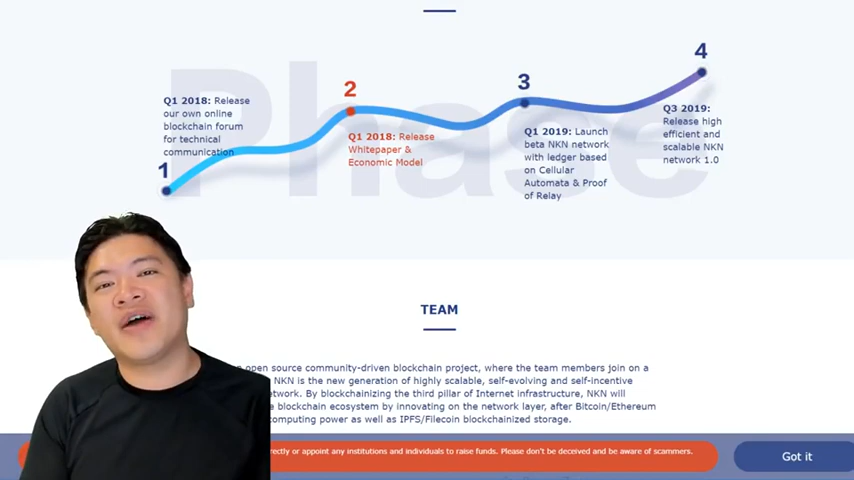 Phase
1
Q1 2018: Release
our own online
blockchain forum
for technical
communication
2
Q1 2018: Release
Whitepaper &
Economic Model
3
Q1 2019: Launch
beta NKN network
with ledger based
on Cellular
Automata & Proof
of Relay
4
Q3 2019:
Release high
efficient and
scalable NKN
network 1.0
TEAM
open source community-driven blockchain project, where the team members join on a
NKN is the new generation of highly scalable, self-evolving and self-incentive
By blockchainizing the third pillar of Internet infrastructure, NKN will
blockchain ecosystem by innovating on the network layer, after Bitcoin/Ethereum
computing power as well as IPFS/Filecoin blockchainized storage.
or appoint any institutions and individuals to raise funds. Please don't be deceived and be aware of scammers.
Got it